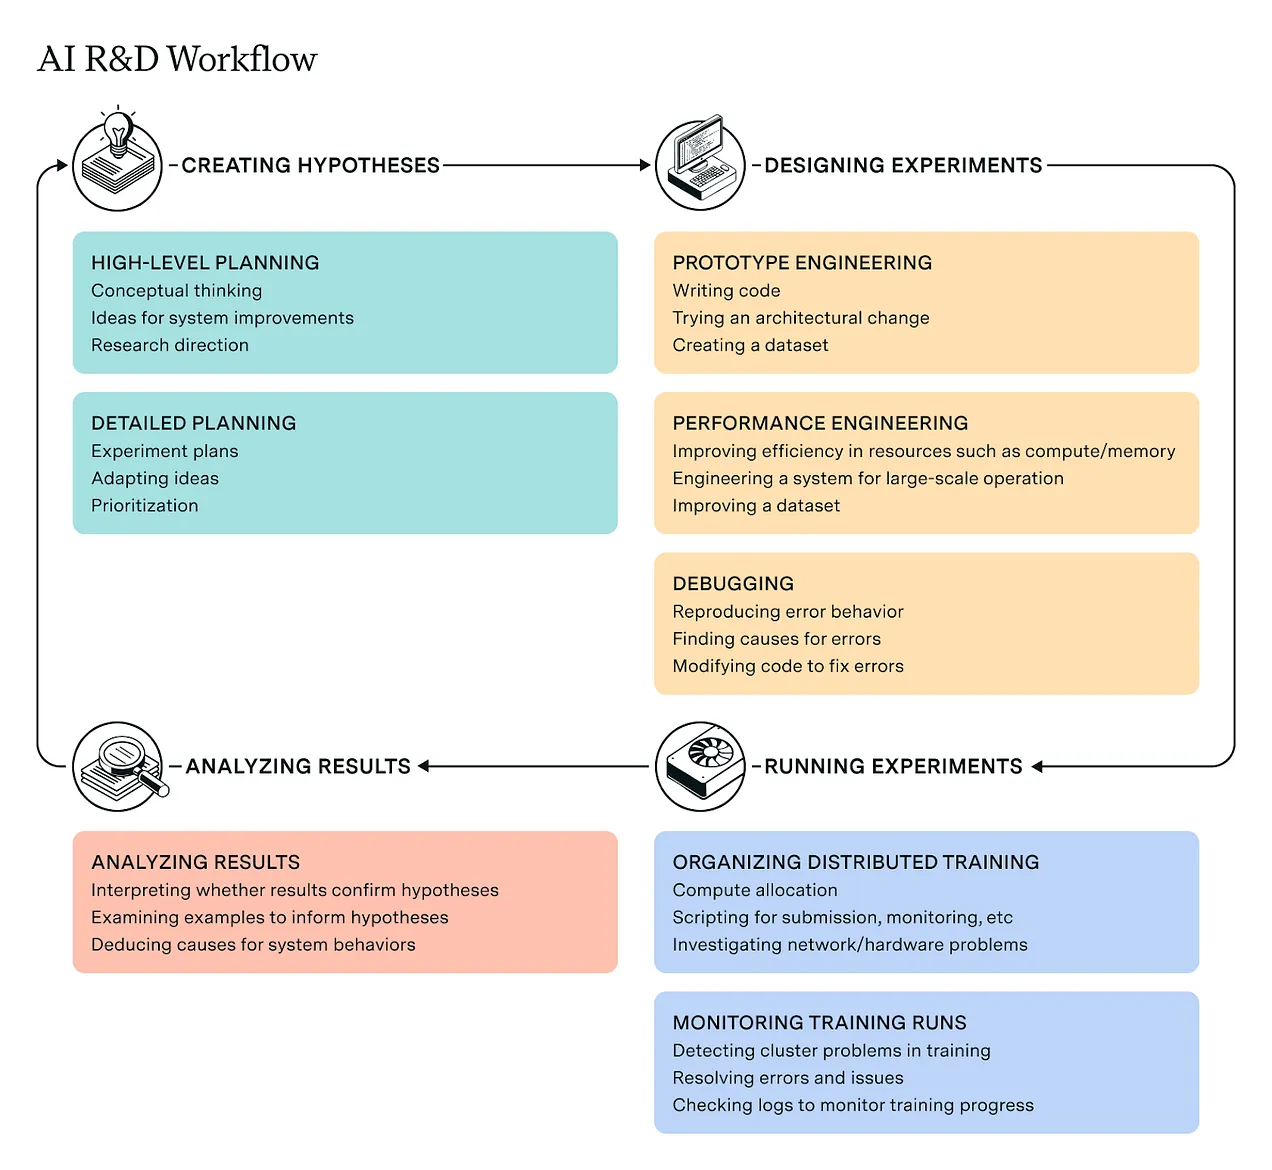 AI R&D Workflow
CREATING HYPOTHESES
HIGH-LEVEL PLANNING
Conceptual thinking
Ideas for system improvements
Research direction
DETAILED PLANNING
Experiment plans
Adapting ideas
Prioritization
DESIGNING EXPERIMENTS
PROTOTYPE ENGINEERING
Writing code
Trying an architectural change
Creating a dataset
PERFORMANCE ENGINEERING
Improving efficiency in resources such as compute/memory
Engineering a system for large-scale operation
Improving a dataset
DEBUGGING
Reproducing error behavior
Finding causes for errors
Modifying code to fix errors
RUNNING EXPERIMENTS
ORGANIZING DISTRIBUTED TRAINING
Compute allocation
Scripting for submission, monitoring, etc
Investigating network/hardware problems
MONITORING TRAINING RUNS
Detecting cluster problems in training
Resolving errors and issues
Checking logs to monitor training progress
ANALYZING RESULTS
ANALYZING RESULTS
Interpreting whether results confirm hypotheses
Examining examples to inform hypotheses
Deducing causes for system behaviors